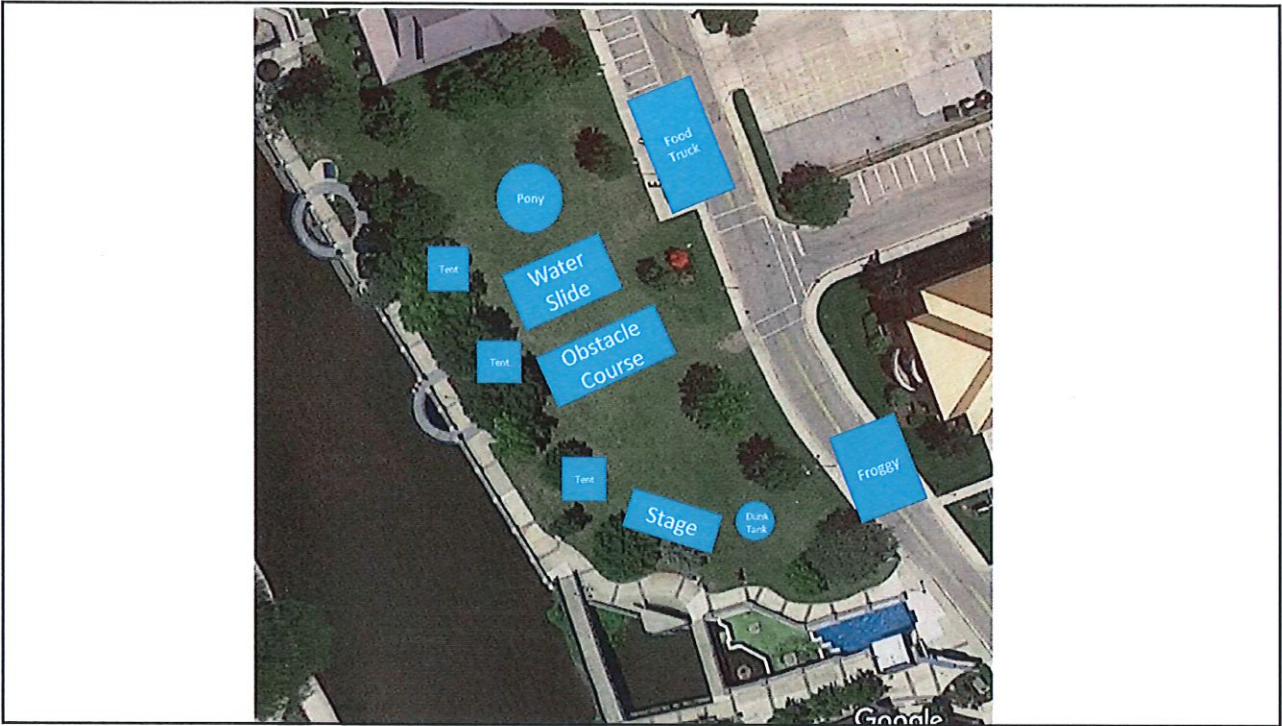 Food
Truck
Pony
Water
Slide
Tent
Obstacle
Course
Tent
Froggy
Tent
Stage
Dunk
Tank
Google